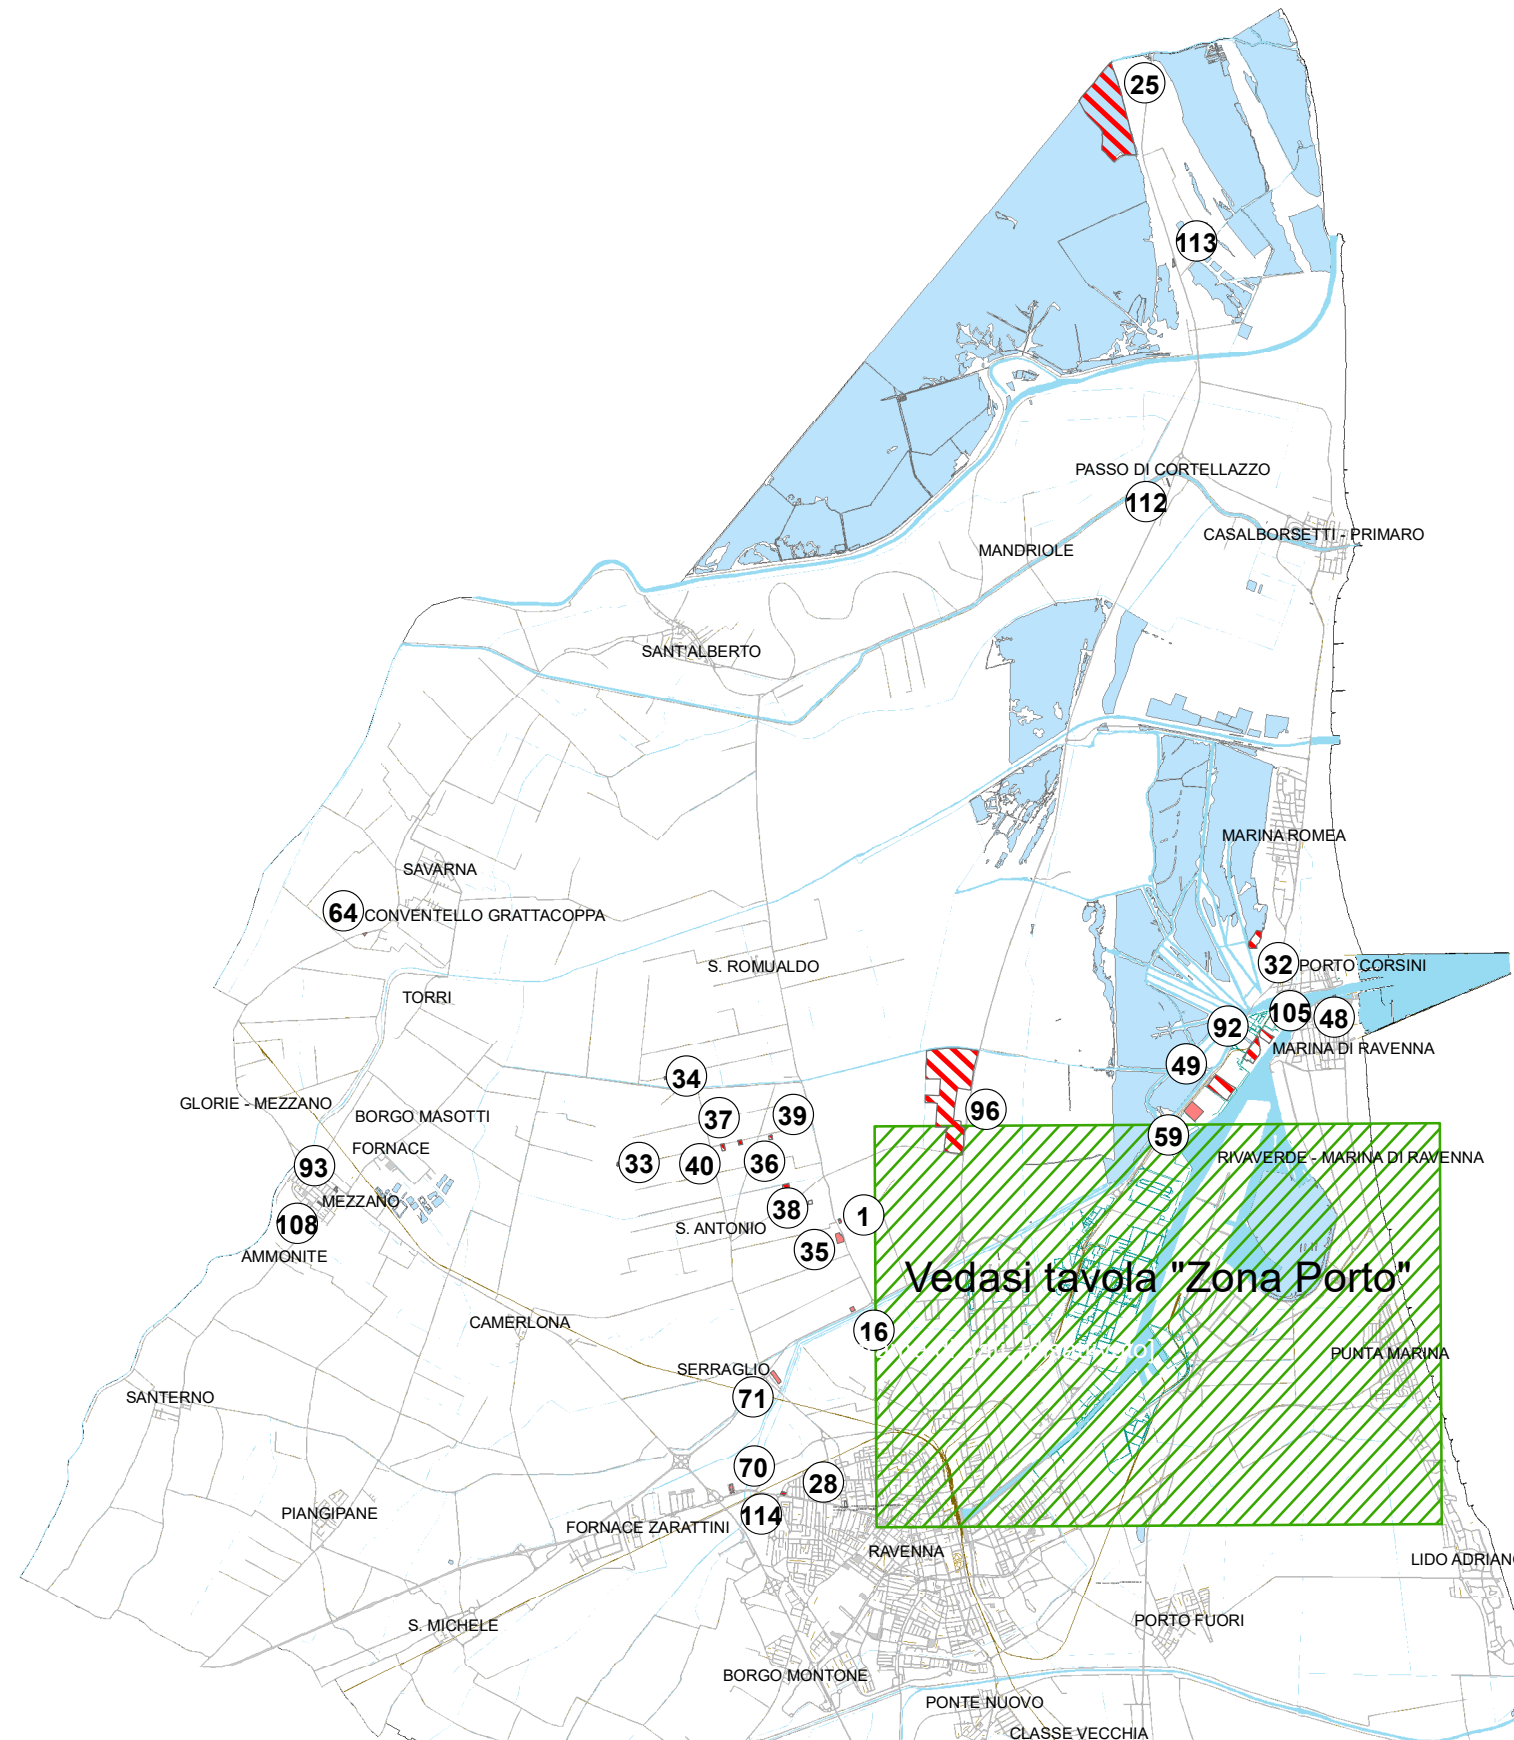 25
113
PASSO DI CORTELLAZZO
112
CASALBORSETTI - PRIMARO
MANDRIOLE
SANT'ALBERTO
MARINA ROMEA
SAVARNA
64
CONVENTELLO GRATTACOPPA
S. ROMUALDO
32
PORTO CORSINI
TORRI
105
48
92
MARINA DI RAVENNA
49
34
GLORIE - MEZZANO
BORGO MASOTTI
37
39
96
59
FORNACE
93
33
40
36
RIVAVERDE - MARINA DI RAVENNA
MEZZANO
38
1
108
S. ANTONIO
AMMONITE
35
Vedasi tavola "Zona Porto"
CAMERLONA
16
PUNTA MARINA
SERRAGLIO
71
SANTERNO
70
28
PIANGIPANE
114
FORNACE ZARATTINI
RAVENNA
LIDO ADRIANO
S. MICHELE
PORTO FUORI
BORGO MONTONE
PONTE NUOVO
CLASSE VECCHIA